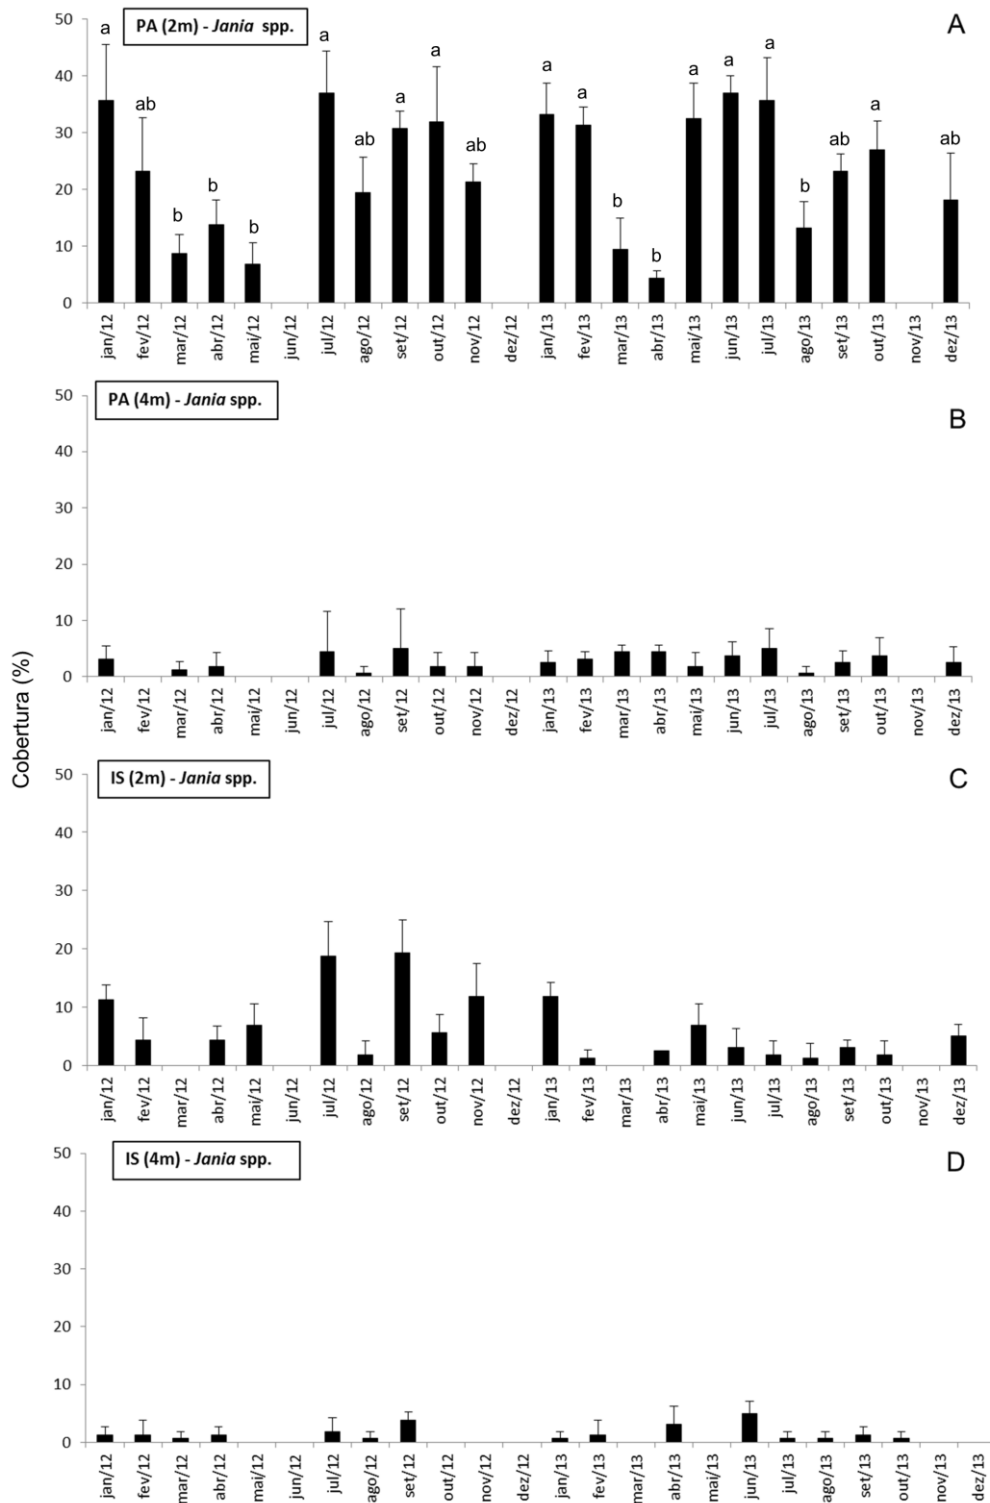 PA (2m) - Jania spp.
A
50
40
30
20
10
0
a
ab
b
b
b
a
ab
a
a
ab
a
a
b
b
a
a
a
b
ab
a
ab
jan/12
fev/12
mar/12
abr/12
mai/12
jun/12
jul/12
ago/12
set/12
out/12
nov/12
dez/12
jan/13
fev/13
mar/13
abr/13
mai/13
jun/13
jul/13
ago/13
set/13
out/13
nov/13
dez/13
PA (4m) - Jania spp.
B
50
40
30
20
10
0
jan/12
fev/12
mar/12
abr/12
mai/12
jun/12
jul/12
ago/12
set/12
out/12
nov/12
dez/12
jan/13
fev/13
mar/13
abr/13
mai/13
jun/13
jul/13
ago/13
set/13
out/13
nov/13
dez/13
Cobertura (%)
IS (2m) - Jania spp.
C
50
40
30
20
10
0
jan/12
fev/12
mar/12
abr/12
mai/12
jun/12
jul/12
ago/12
set/12
out/12
nov/12
dez/12
jan/13
fev/13
mar/13
abr/13
mai/13
jun/13
jul/13
ago/13
set/13
out/13
nov/13
dez/13
IS (4m) - Jania spp.
D
50
40
30
20
10
0
jan/12
fev/12
mar/12
abr/12
mai/12
jun/12
jul/12
ago/12
set/12
out/12
nov/12
dez/12
jan/13
fev/13
mar/13
abr/13
mai/13
jun/13
jul/13
ago/13
set/13
out/13
nov/13
dez/13